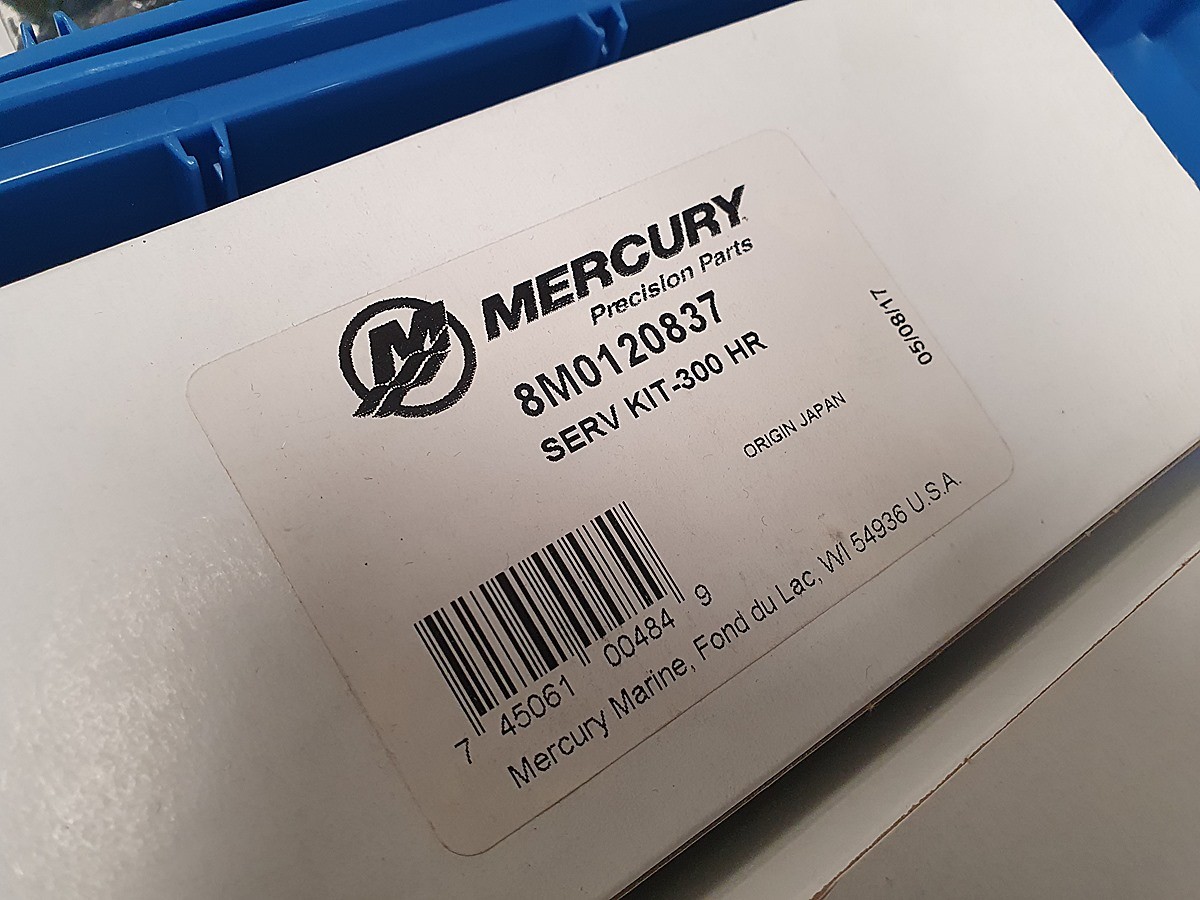 MERCURY
Precision Parts
8M0120837
SERV KIT-300 HR
05/08/17
ORIGIN JAPAN
7 45061 00484 9
Mercury Marine, Fond du Lac, WI 54936 U.S.A.